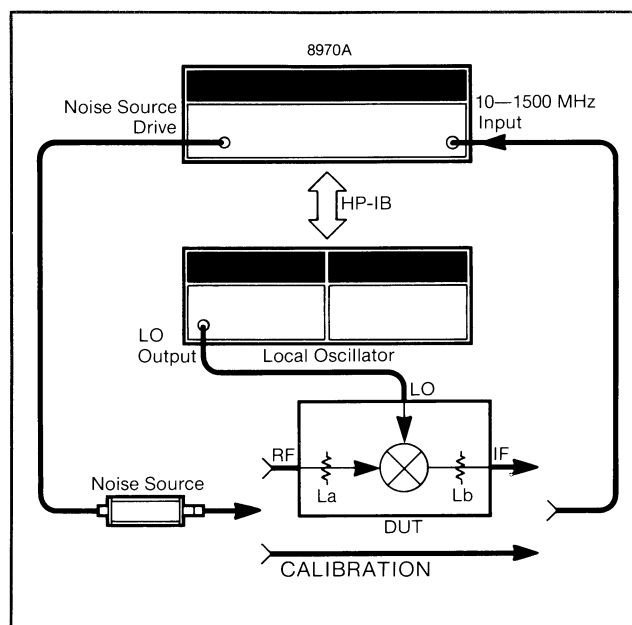 8970A
Noise Source
Drive
10—1500 MHz
Input
HP-IB
LO
Output
Local Oscillator
LO
RF
IF
La
Lb
DUT
Noise Source
CALIBRATION